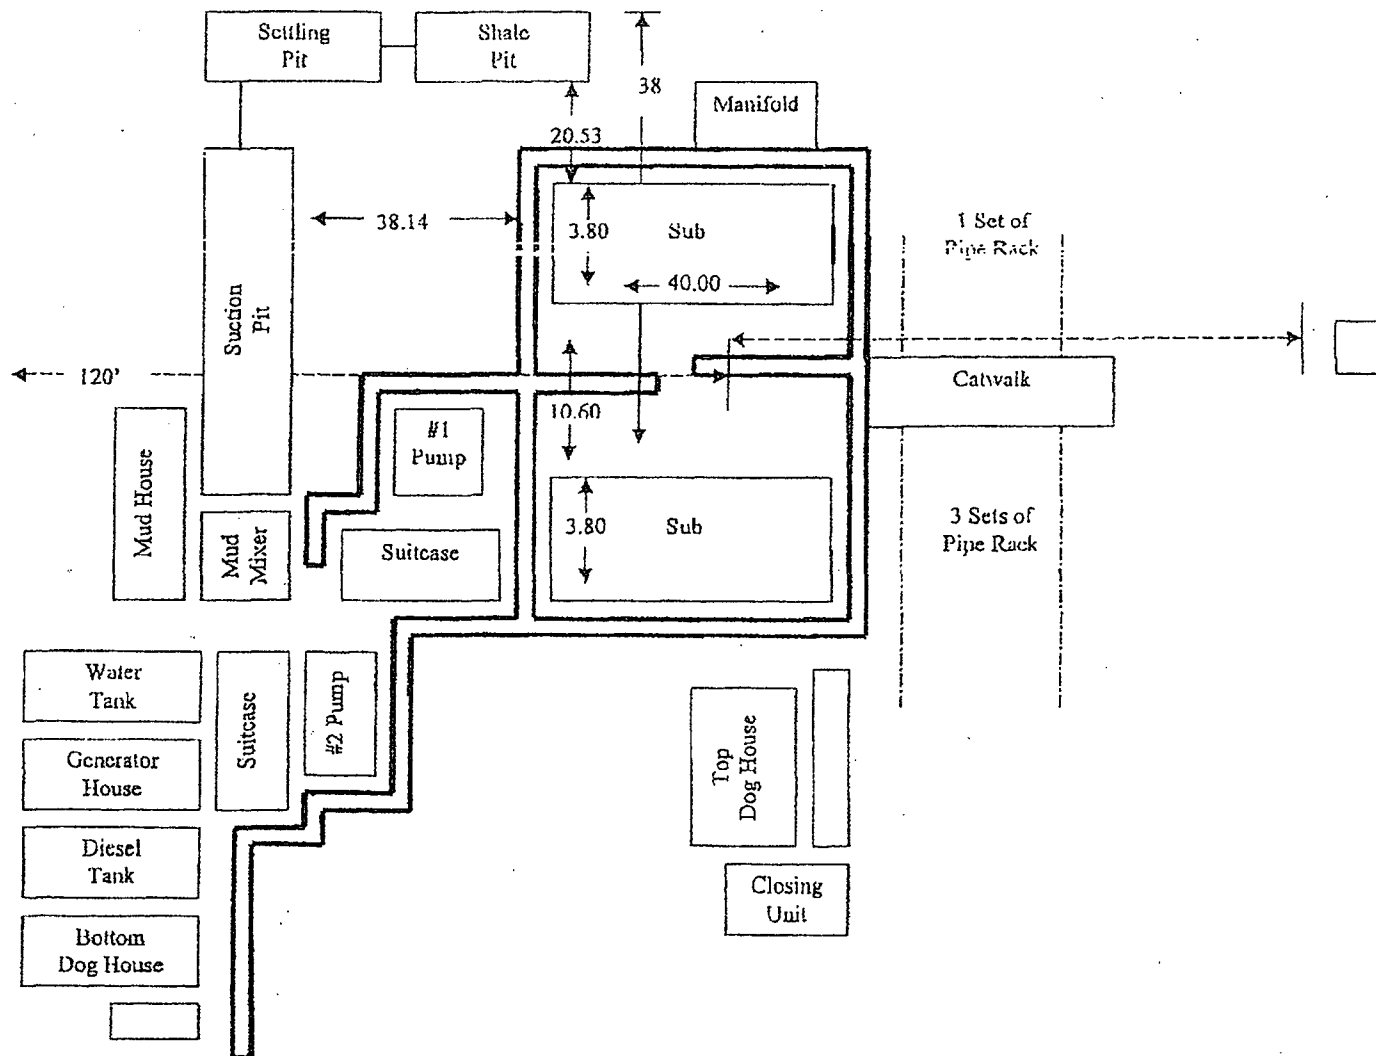 Settling
Pit
Shale
Pit
38
Manifold
20.53
38.14
3.80
Sub
1 Set of
Pipe Rack
40.00
Suction
Pit
120'
Catwalk
10.60
#1
Pump
Mud House
Mud
Mixer
Suitcase
3.80
Sub
3 Sets of
Pipe Rack
Water
Tank
Suitcase
#2 Pump
Generator
House
Top
Dog House
Diesel
Tank
Closing
Unit
Bottom
Dog House